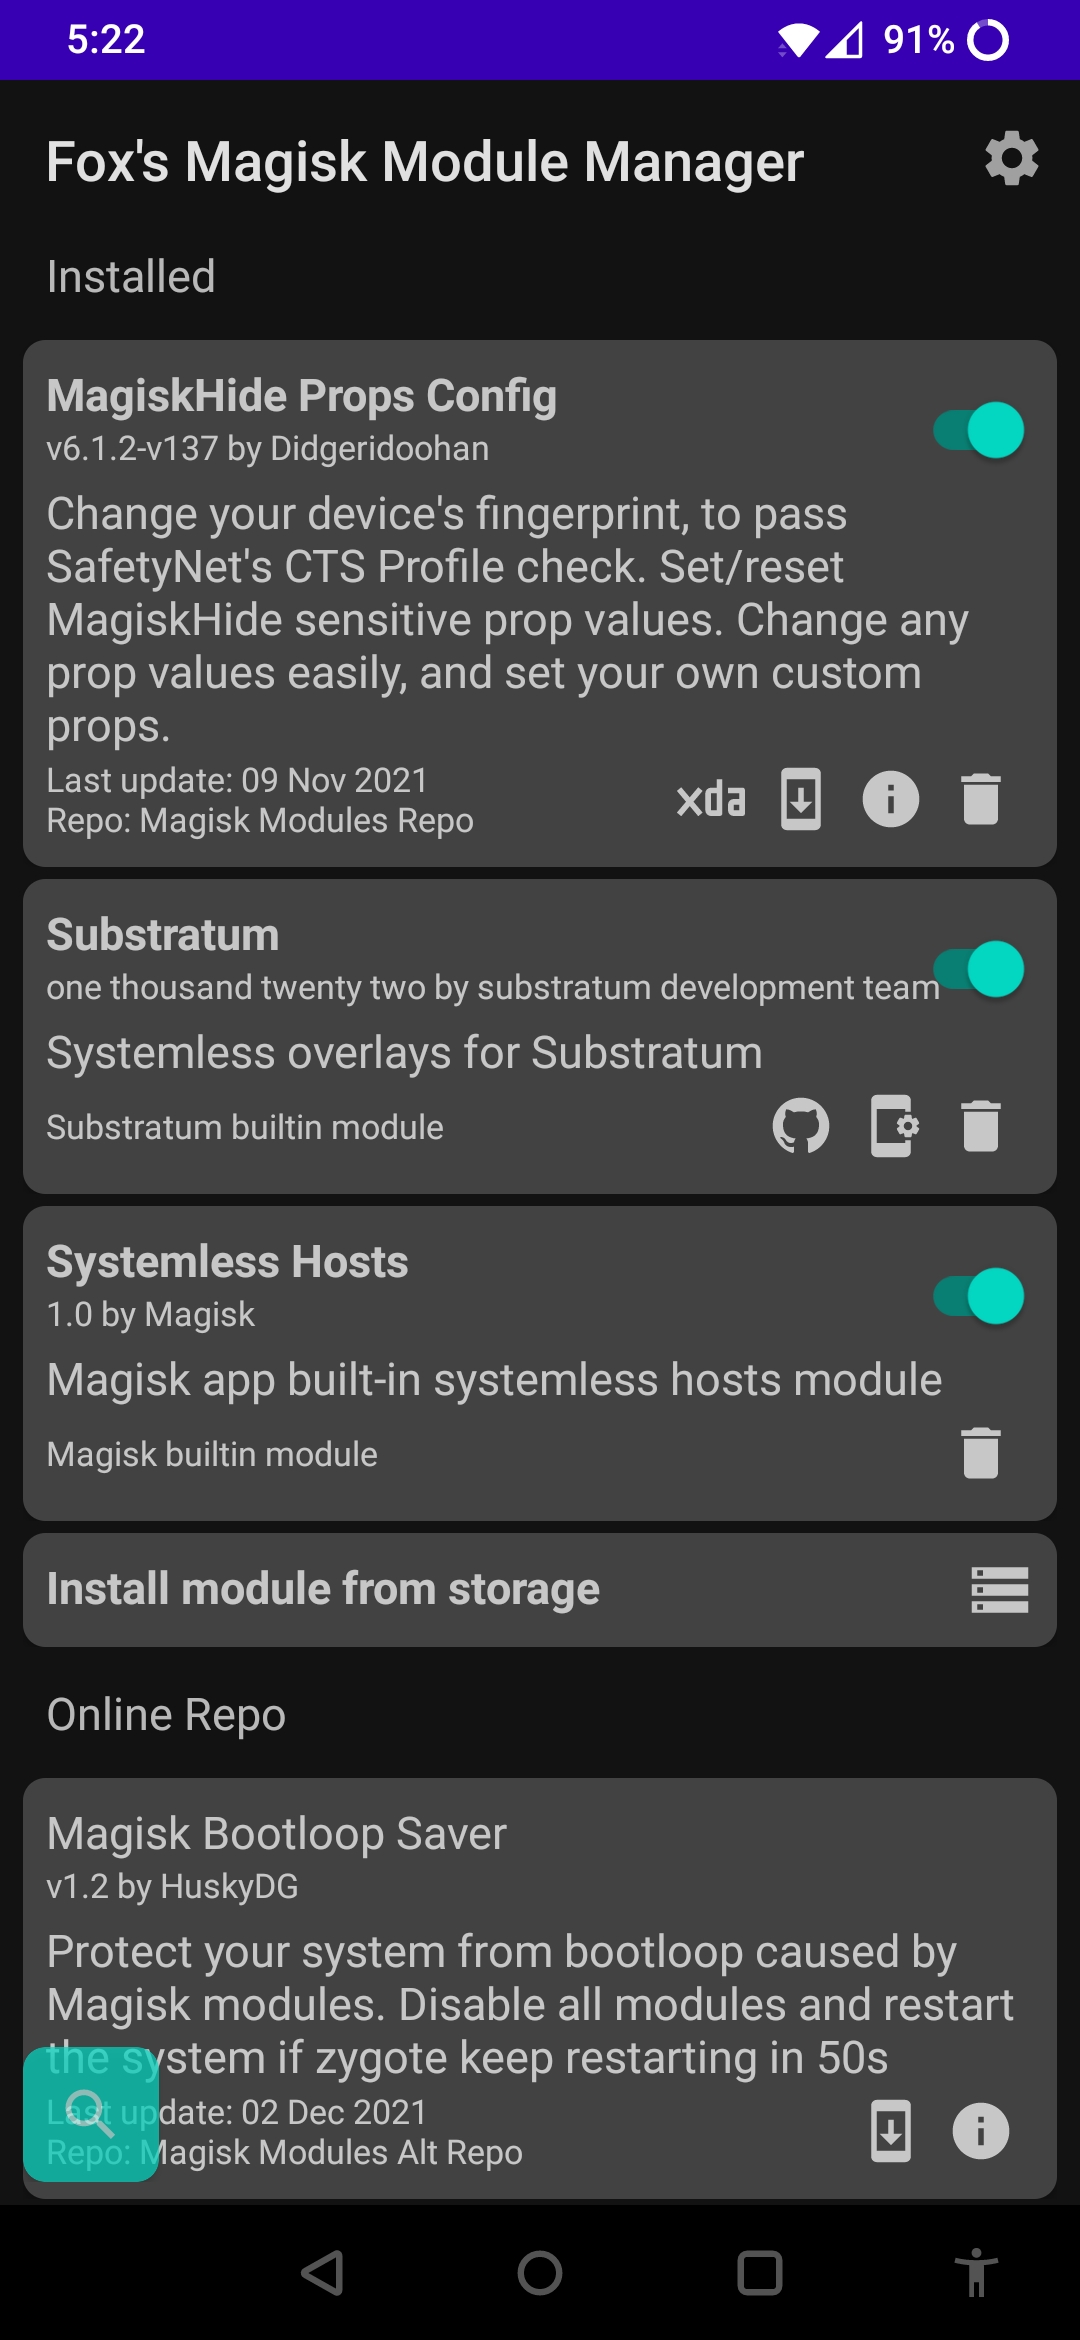 5:22
91%
Fox's Magisk Module Manager
Installed
MagiskHide Props Config
v6.1.2-v137 by Didgeridoohan
Change your device's fingerprint, to pass
SafetyNet's CTS Profile check. Set/reset
MagiskHide sensitive prop values. Change any
prop values easily, and set your own custom
props.
Last update: 09 Nov 2021
Repo: Magisk Modules Repo
xda
Substratum
one thousand twenty two by substratum development team
Systemless overlays for Substratum
Substratum builtin module
Systemless Hosts
1.0 by Magisk
Magisk app built-in systemless hosts module
Magisk builtin module
Install module from storage
Online Repo
Magisk Bootloop Saver
v1.2 by HuskyDG
Protect your system from bootloop caused by
Magisk modules. Disable all modules and restart
the system if zygote keep restarting in 50s
Last update: 02 Dec 2021
Repo: Magisk Modules Alt Repo